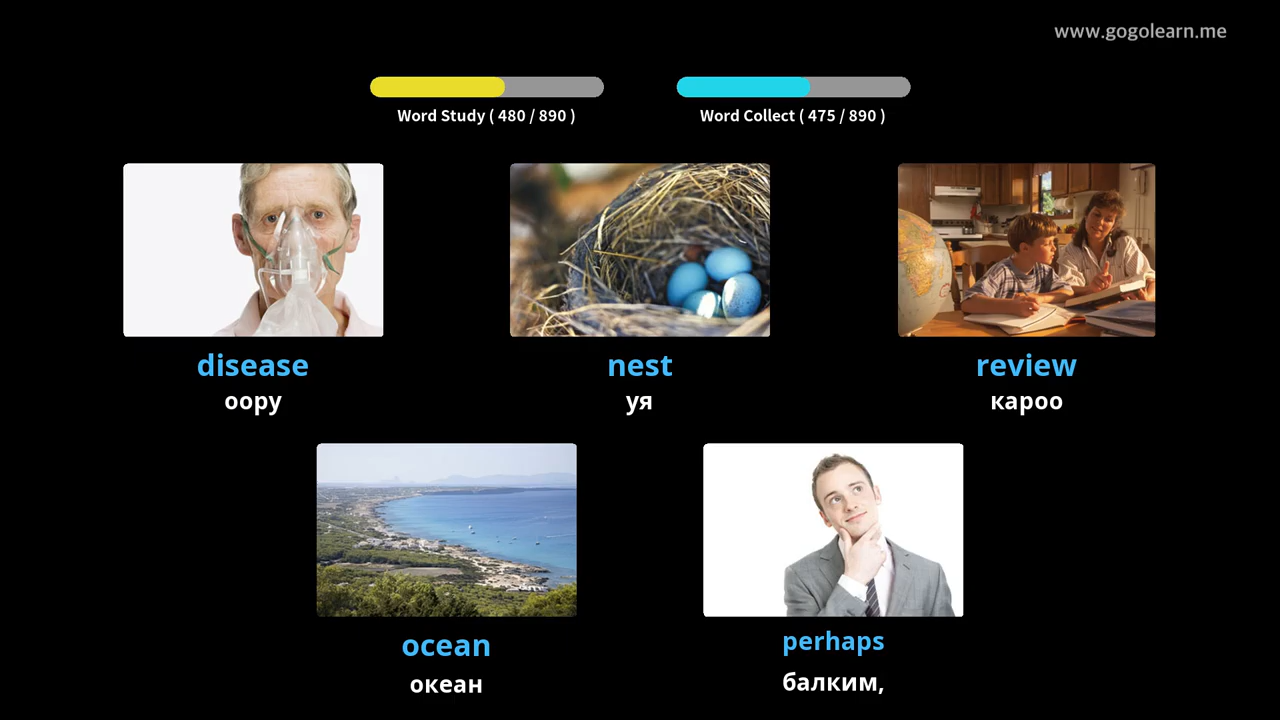 www.gogolearn.me
Word Study ( 480 / 890 )
Word Collect ( 475 / 890 )
disease
оору
nest
уя
review
кароо
ocean
океан
perhaps
балким,